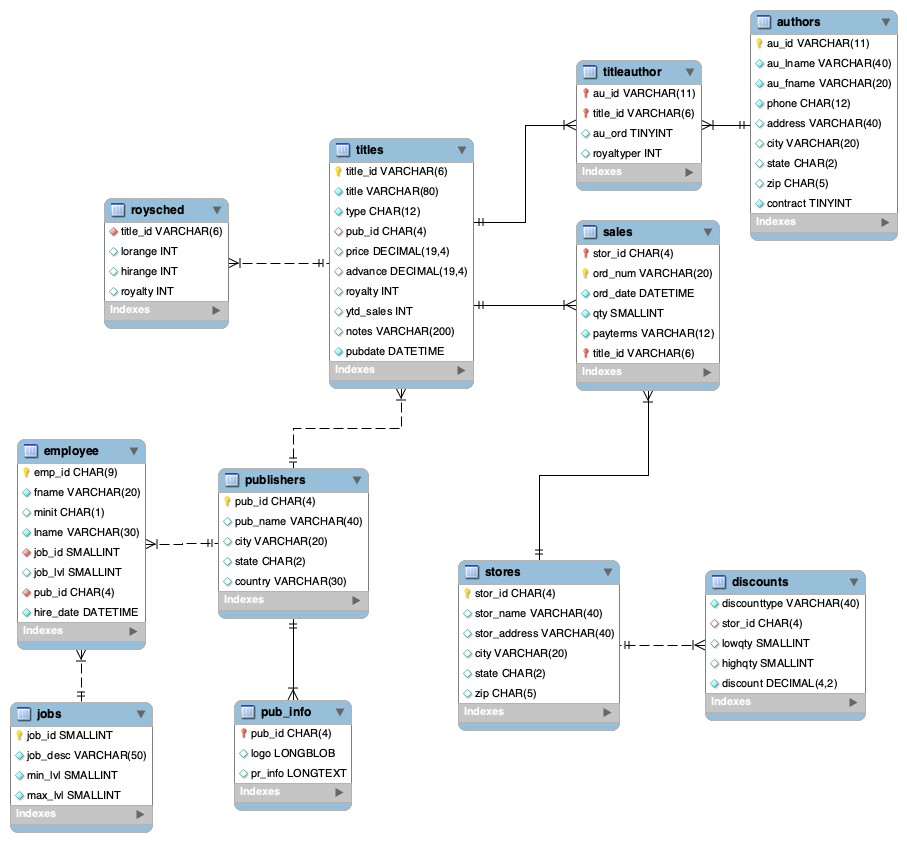 authors
au_id VARCHAR(11)
au_lname VARCHAR(40)
au_fname VARCHAR(20)
phone CHAR(12)
address VARCHAR(40)
city VARCHAR(20)
state CHAR(2)
zip CHAR(5)
contract TINYINT
Indexes
titleauthor
au_id VARCHAR(11)
title_id VARCHAR(6)
au_ord TINYINT
royaltyper INT
Indexes
titles
title_id VARCHAR(6)
title VARCHAR(80)
type CHAR(12)
pub_id CHAR(4)
price DECIMAL(19,4)
advance DECIMAL(19,4)
royalty INT
ytd_sales INT
notes VARCHAR(200)
pubdate DATETIME
Indexes
roysched
title_id VARCHAR(6)
lorange INT
hirange INT
royalty INT
Indexes
sales
stor_id CHAR(4)
ord_num VARCHAR(20)
ord_date DATETIME
qty SMALLINT
payterms VARCHAR(12)
title_id VARCHAR(6)
Indexes
employee
emp_id CHAR(9)
fname VARCHAR(20)
minit CHAR(1)
lname VARCHAR(30)
job_id SMALLINT
job_lvl SMALLINT
pub_id CHAR(4)
hire_date DATETIME
Indexes
publishers
pub_id CHAR(4)
pub_name VARCHAR(40)
city VARCHAR(20)
state CHAR(2)
country VARCHAR(30)
Indexes
stores
stor_id CHAR(4)
stor_name VARCHAR(40)
stor_address VARCHAR(40)
city VARCHAR(20)
state CHAR(2)
zip CHAR(5)
Indexes
discounts
discounttype VARCHAR(40)
stor_id CHAR(4)
lowqty SMALLINT
highqty SMALLINT
discount DECIMAL(4,2)
Indexes
jobs
job_id SMALLINT
job_desc VARCHAR(50)
min_lvl SMALLINT
max_lvl SMALLINT
Indexes
pub_info
pub_id CHAR(4)
logo LONGBLOB
pr_info LONGTEXT
Indexes